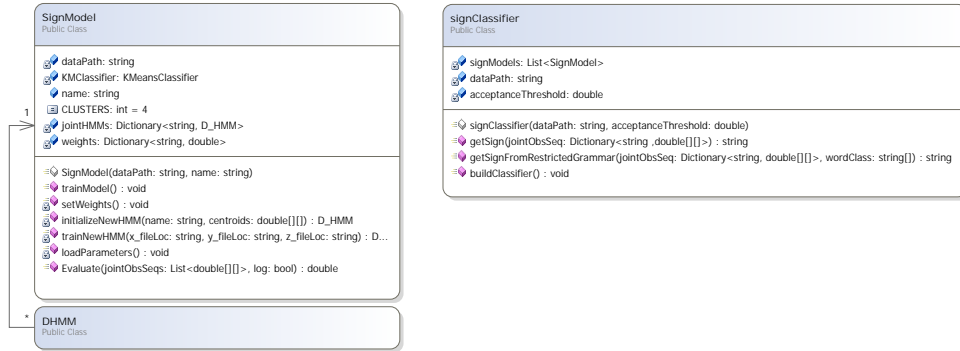 SignModel
Public Class
dataPath: string
KMClassifier: KMeansClassifier
name: string
CLUSTERS: int = 4
jointHMMs: Dictionary<string, D_HMM>
weights: Dictionary<string, double>
SignModel(dataPath: string, name: string)
trainModel() : void
setWeights() : void
initializeNewHMM(name: string, centroids: double[][]) : D_HMM
trainNewHMM(x_fileLoc: string, y_fileLoc: string, z_fileLoc: string) : D...
loadParameters() : void
Evaluate(jointObsSeqs: List<double[][]>, log: bool) : double
1
*
DHMM
Public Class
signClassifier
Public Class
signModels: List<SignModel>
dataPath: string
acceptanceThreshold: double
signClassifier(dataPath: string, acceptanceThreshold: double)
getSign(jointObsSeq: Dictionary<string ,double[][]>) : string
getSignFromRestrictedGrammar(jointObsSeq: Dictionary<string, double[][]>, wordClass: string[]) : string
buildClassifier() : void